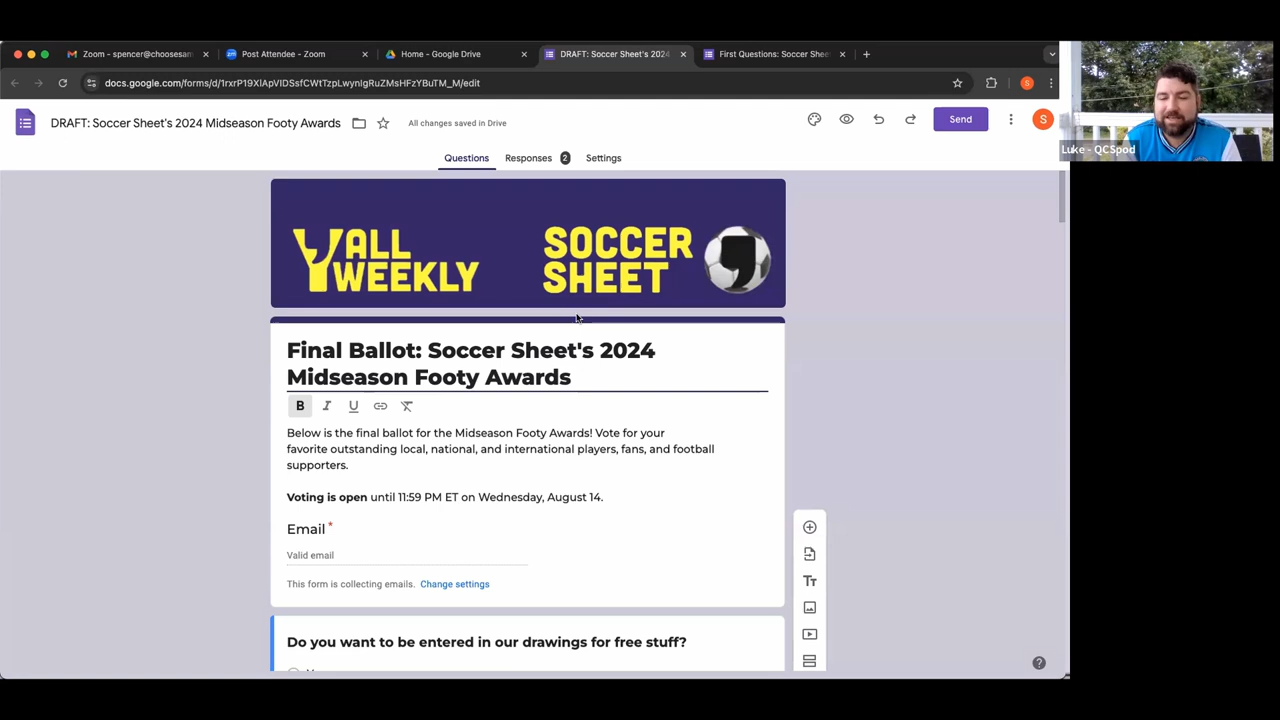 Zoom - spencer@choosesan
Post Attendee - Zoom
Home - Google Drive
DRAFT: Soccer Sheet's 2024
First Questions: Soccer Shee
docs.google.com/forms/d/1rxrP19XlApVIDSsfCWtTzpLwynIgRuZMsHFzYBuTM_M/edit
S
DRAFT: Soccer Sheet's 2024 Midseason Footy Awards
All changes saved in Drive
Send
S
Luke - QCSpod
Questions
Responses 2
Settings
YALL
WEEKLY
SOCCER
SHEET
Final Ballot: Soccer Sheet's 2024
Midseason Footy Awards
B I U
Below is the final ballot for the Midseason Footy Awards! Vote for your
favorite outstanding local, national, and international players, fans, and football
supporters.
Voting is open until 11:59 PM ET on Wednesday, August 14.
Email *
Valid email
This form is collecting emails. Change settings
Tt
Do you want to be entered in our drawings for free stuff?